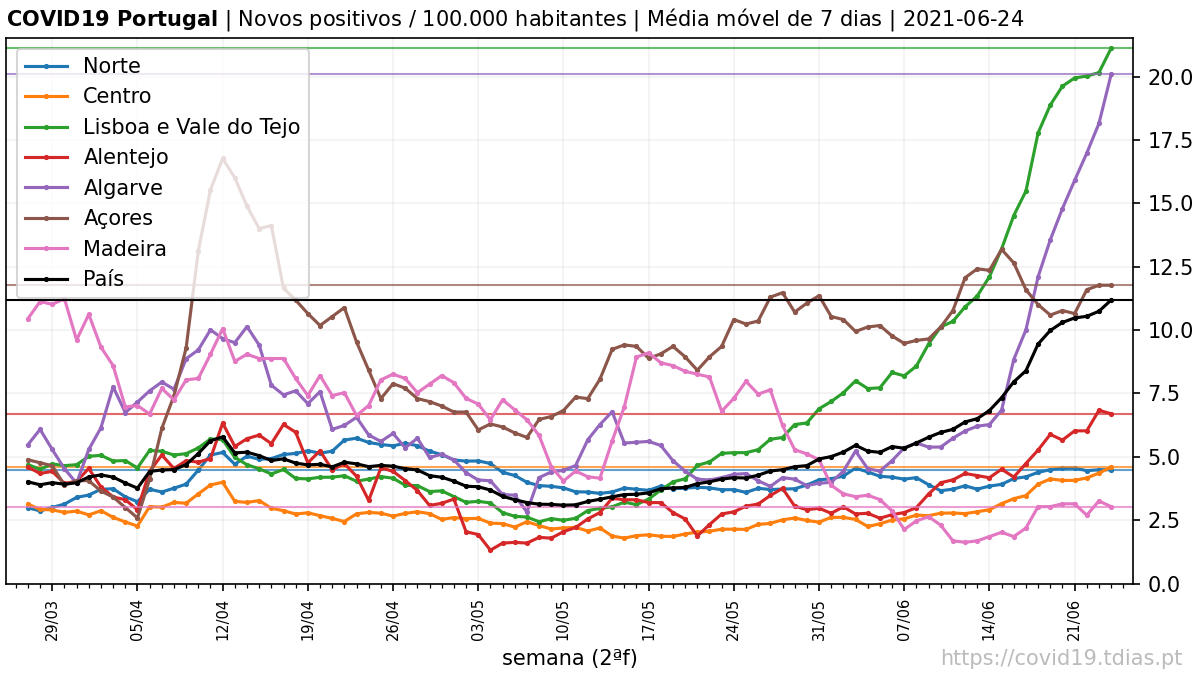 COVID19 Portugal | Novos positivos / 100.000 habitantes | Média móvel de 7 dias | 2021-06-24
Norte
Centro
Lisboa e Vale do Tejo
Alentejo
Algarve
Açores
Madeira
País
20.0
17.5
15.0
12.5
10.0
7.5
5.0
2.5
0.0
29/03
05/04
12/04
19/04
26/04
03/05
10/05
17/05
24/05
31/05
07/06
14/06
21/06
semana (2ªf)
https://covid19.tdias.pt